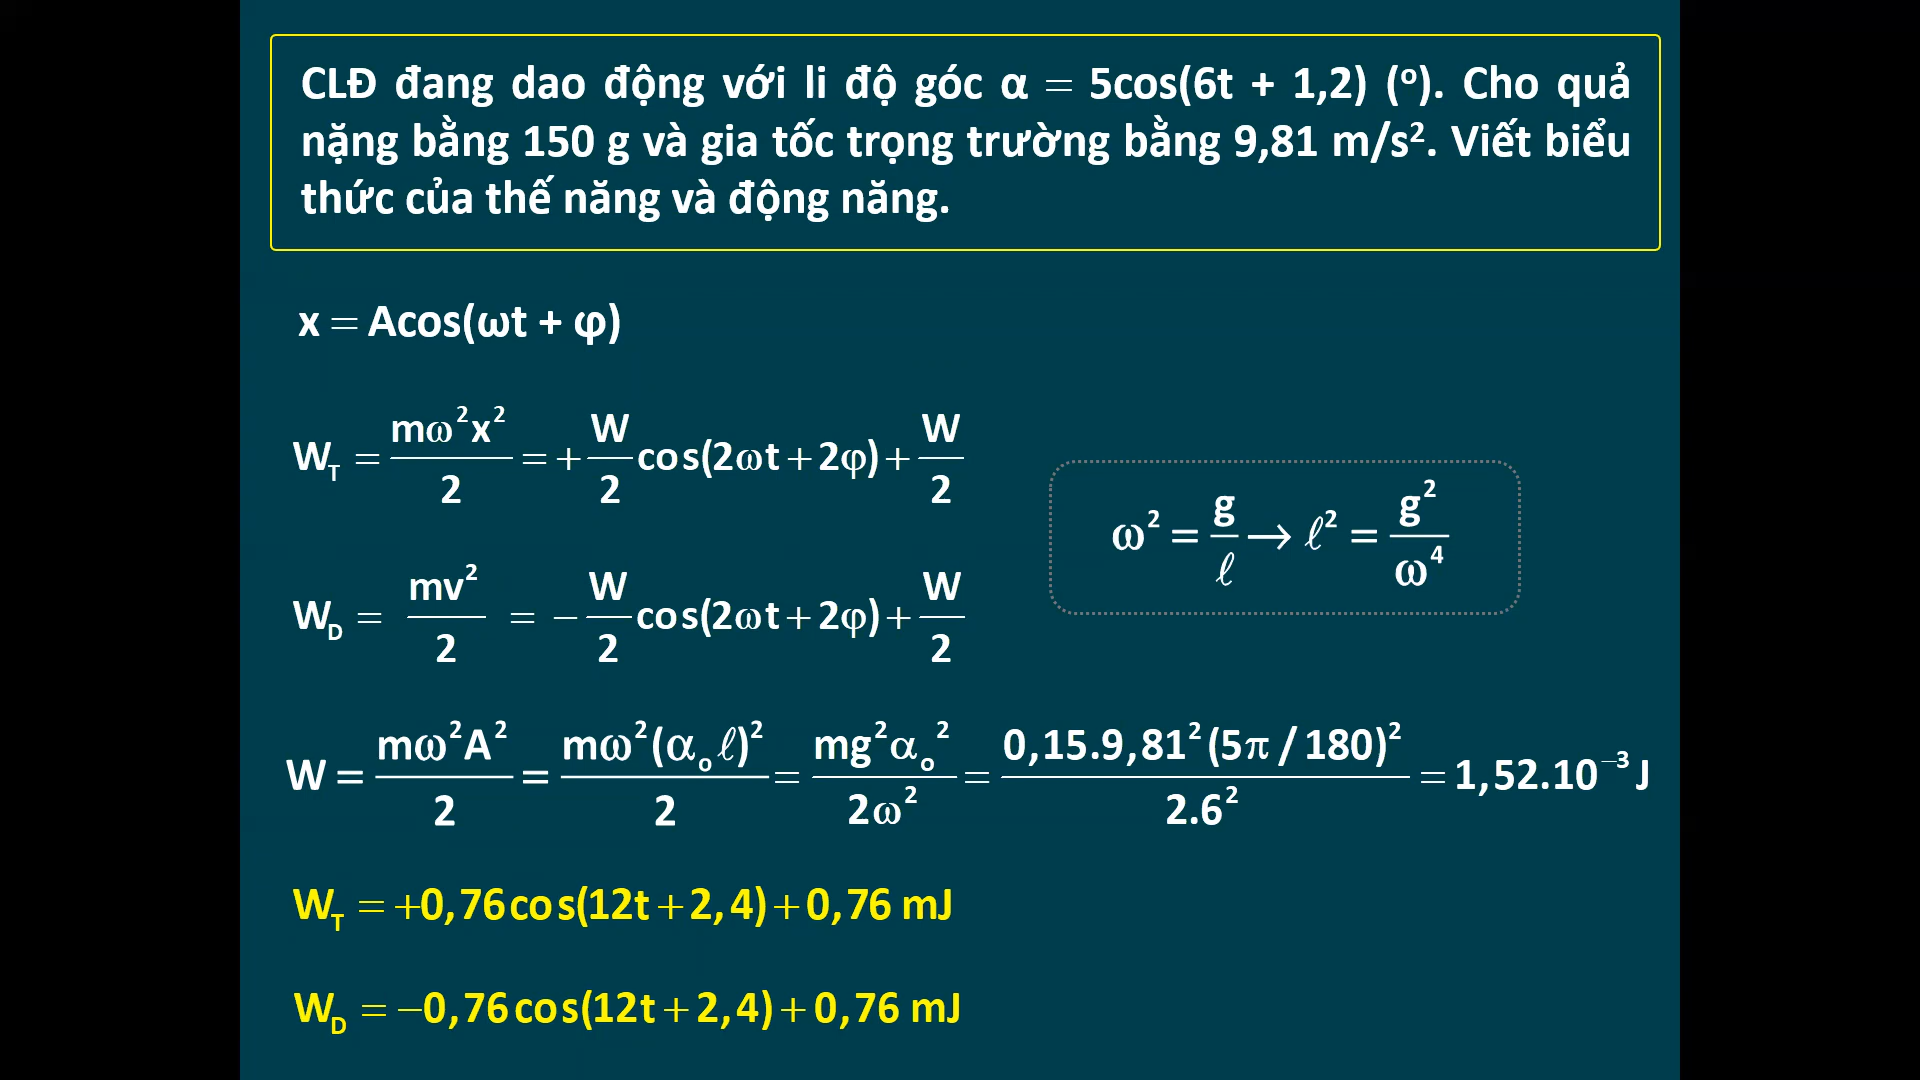 CLĐ đang dao động với li độ góc α = 5cos(6t + 1,2) (º). Cho quả
nặng bằng 150 g và gia tốc trọng trường bằng 9,81 m/s². Viết biểu
thức của thế năng và động năng.
x = Acos(ωt + φ)
W_T = mω²x²/2 = +W/2 cos(2ωt + 2φ) + W/2
ω² = g/ℓ → ℓ² = g²/ω⁴
W_D = mv²/2 = −W/2 cos(2ωt + 2φ) + W/2
W = mω²A²/2 = mω²(α_o ℓ)²/2 = mg²α_o²/2ω² = 0,15.9,81²(5π/180)²/2.6² = 1,52.10⁻³ J
W_T = +0,76cos(12t + 2,4) + 0,76 mJ
W_D = −0,76cos(12t + 2,4) + 0,76 mJ